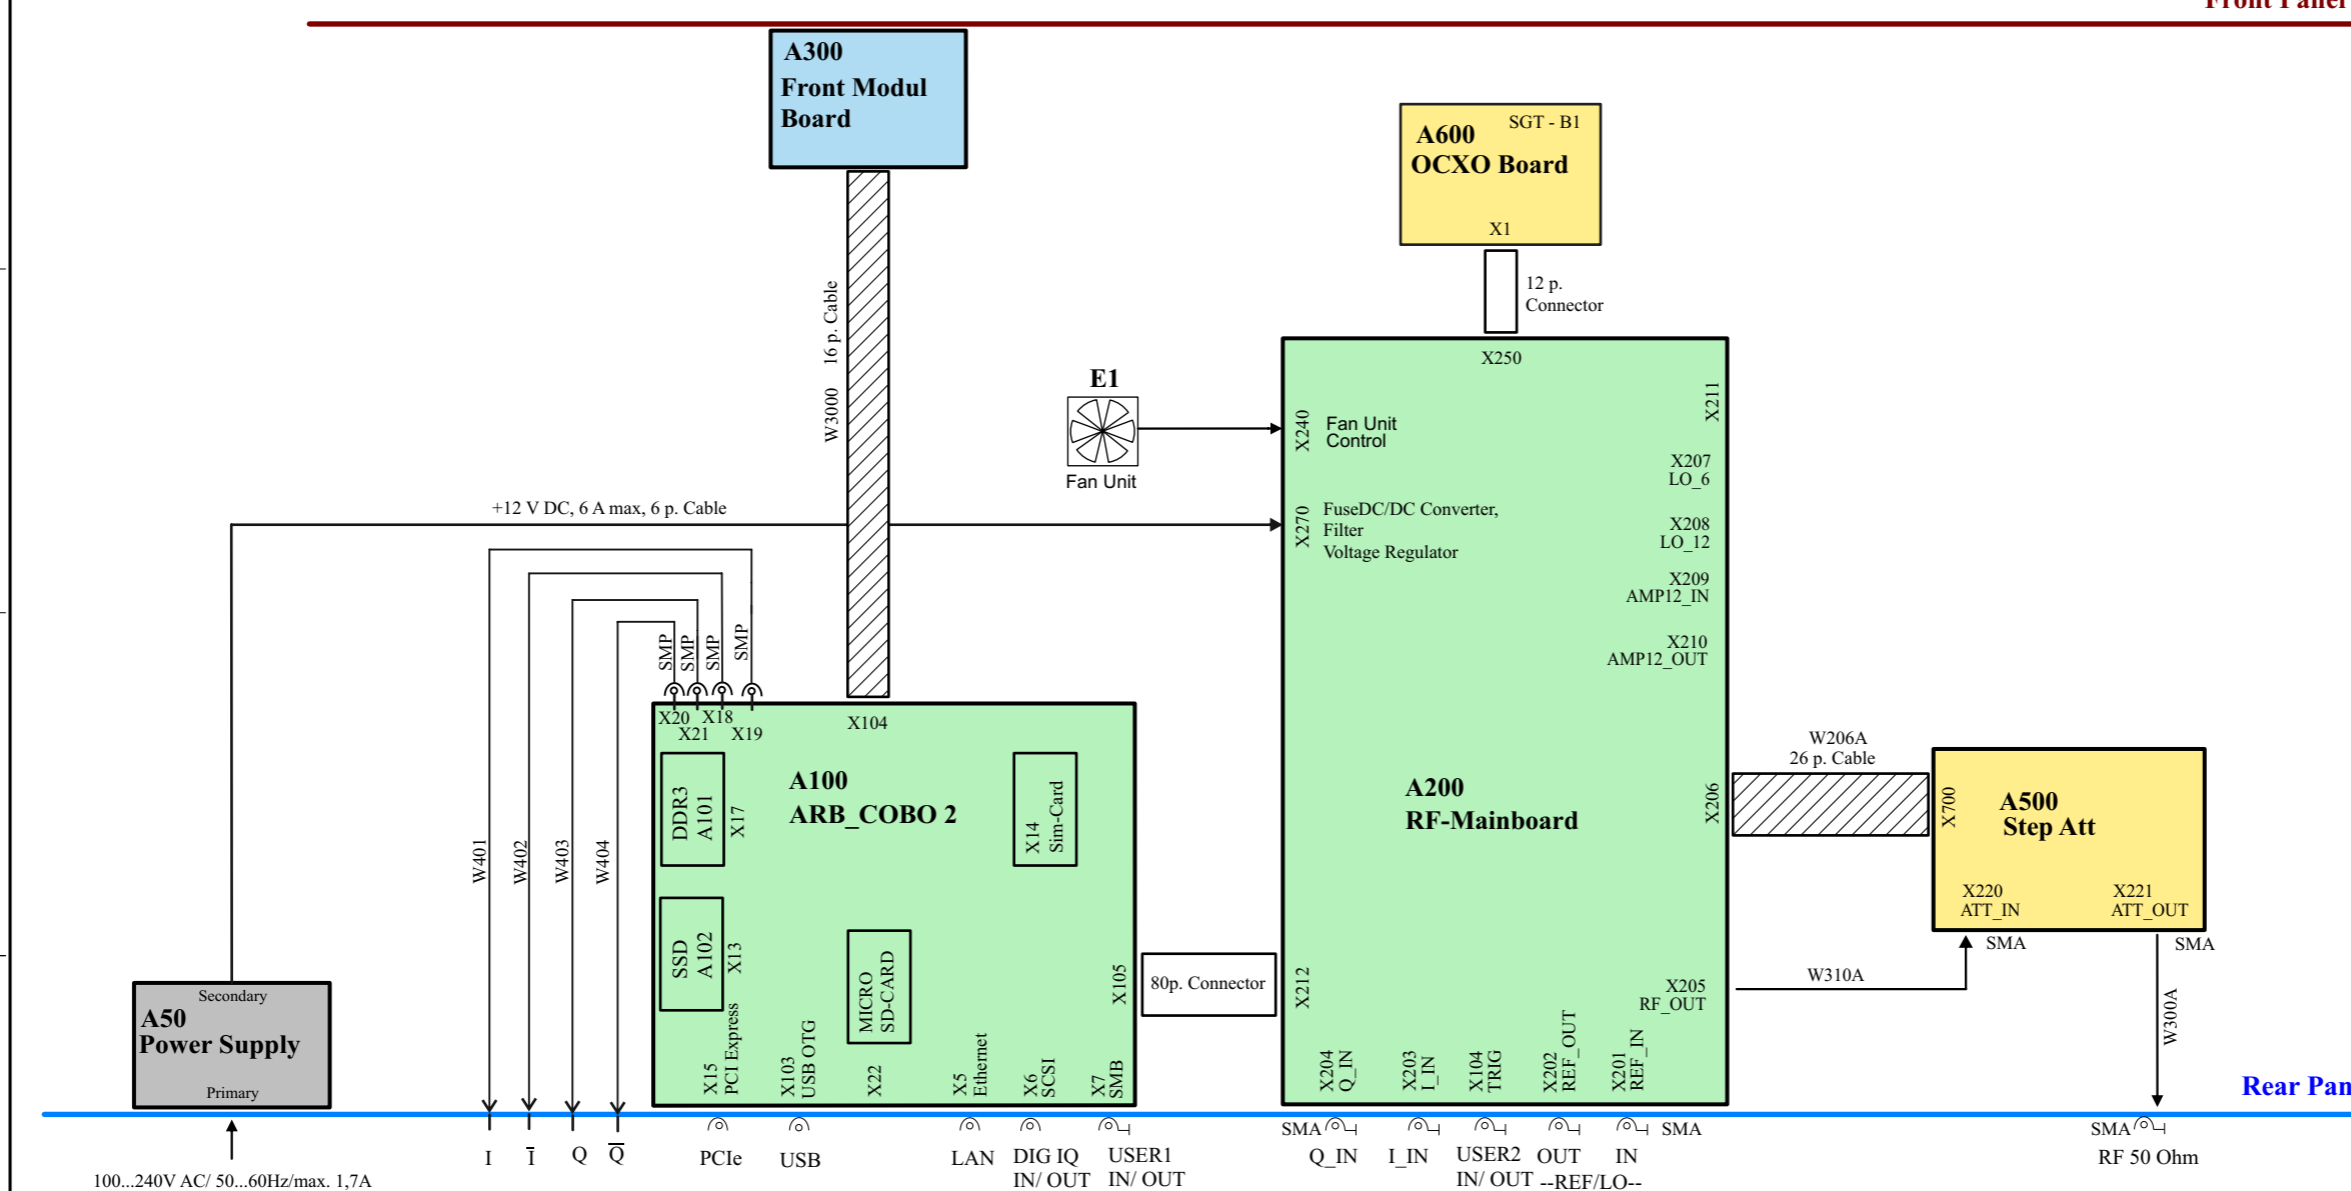 Front Panel
A300
Front Modul
Board
SGT - B1
A600
OCXO Board
X1
12 p.
Connector
W3000 16 p. Cable
X250
E1
Fan Unit
X240
Fan Unit
Control
X211
X207
LO_6
+12 V DC, 6 A max, 6 p. Cable
X270
FuseDC/DC Converter,
Filter
Voltage Regulator
X208
LO_12
X209
AMP12_IN
X210
AMP12_OUT
SMP
SMP
SMP
SMP
X20
X18
X21
X19
X104
W401
W402
W403
W404
DDR3
A101
X17
A100
ARB_COBO 2
X14
Sim-Card
A200
RF-Mainboard
X206
W206A
26 p. Cable
X700
A500
Step Att
X220
ATT_IN
X221
ATT_OUT
SMA
SMA
SSD
A102
X13
MICRO
SD-CARD
X105
80p. Connector
X212
X205
RF_OUT
W310A
W300A
Secondary
A50
Power Supply
Primary
X15
PCI Express
X103
USB OTG
X22
X5
Ethernet
X6
SCSI
X7
SMB
X204
Q_IN
X203
I_IN
X104
TRIG
X202
REF_OUT
X201
REF_IN
Rear Pan
I
I̅
Q
Q̅
PCIe
USB
LAN
DIG IQ
IN/ OUT
USER1
IN/ OUT
SMA
Q_IN
I_IN
USER2
IN/ OUT
OUT
IN
--REF/LO--
SMA
SMA
RF 50 Ohm
100...240V AC/ 50...60Hz/max. 1,7A